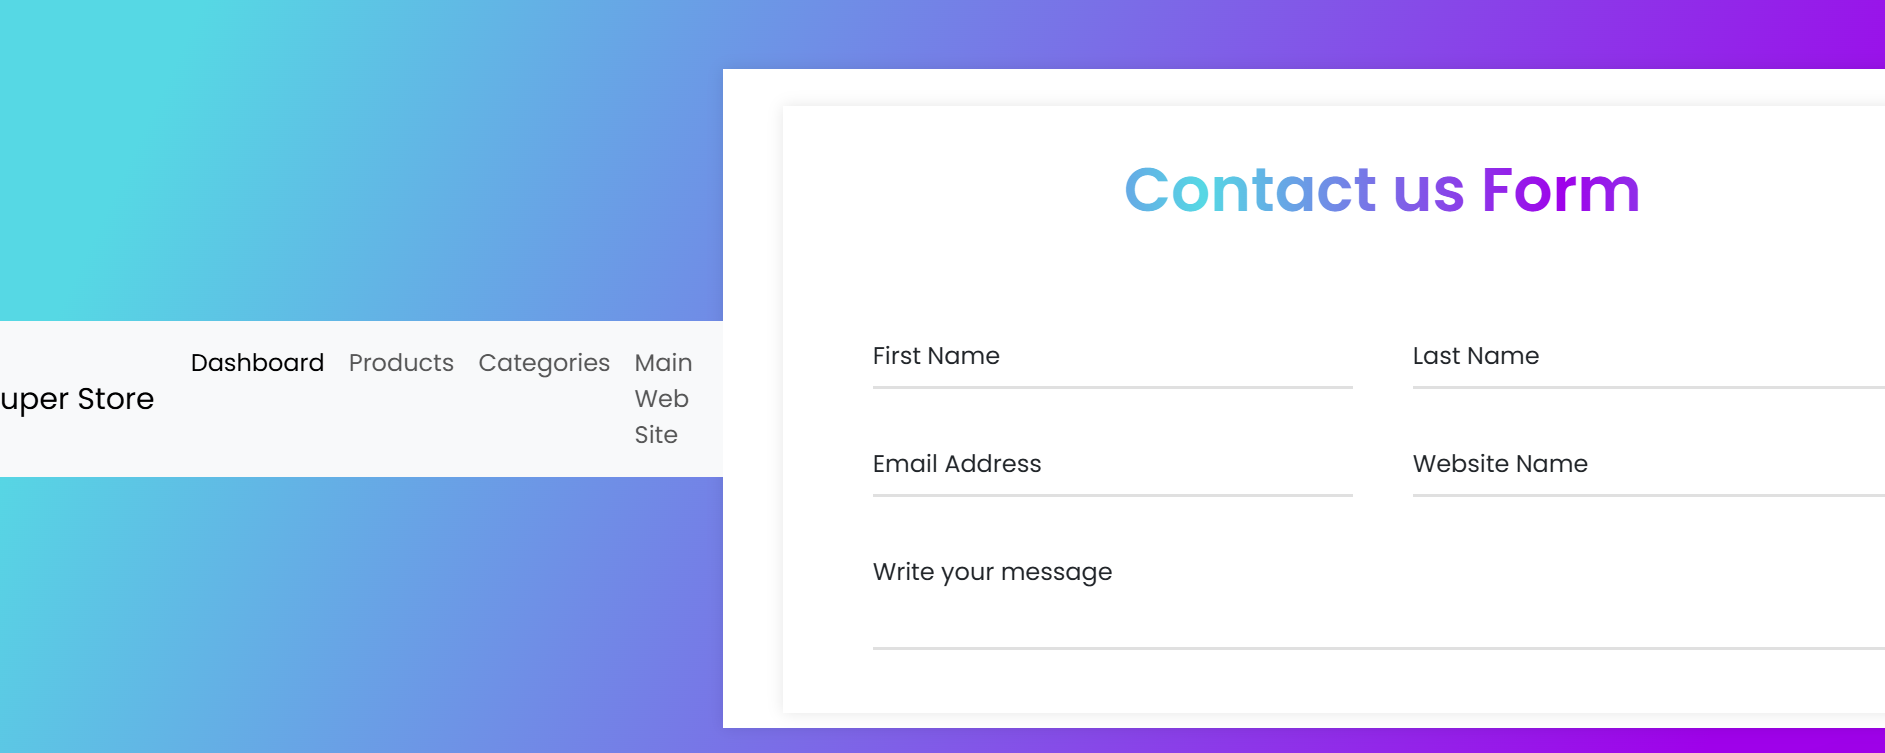 uper Store
Dashboard Products Categories Main
Web
Site
Contact us Form
First Name Last Name
Email Address Website Name
Write your message